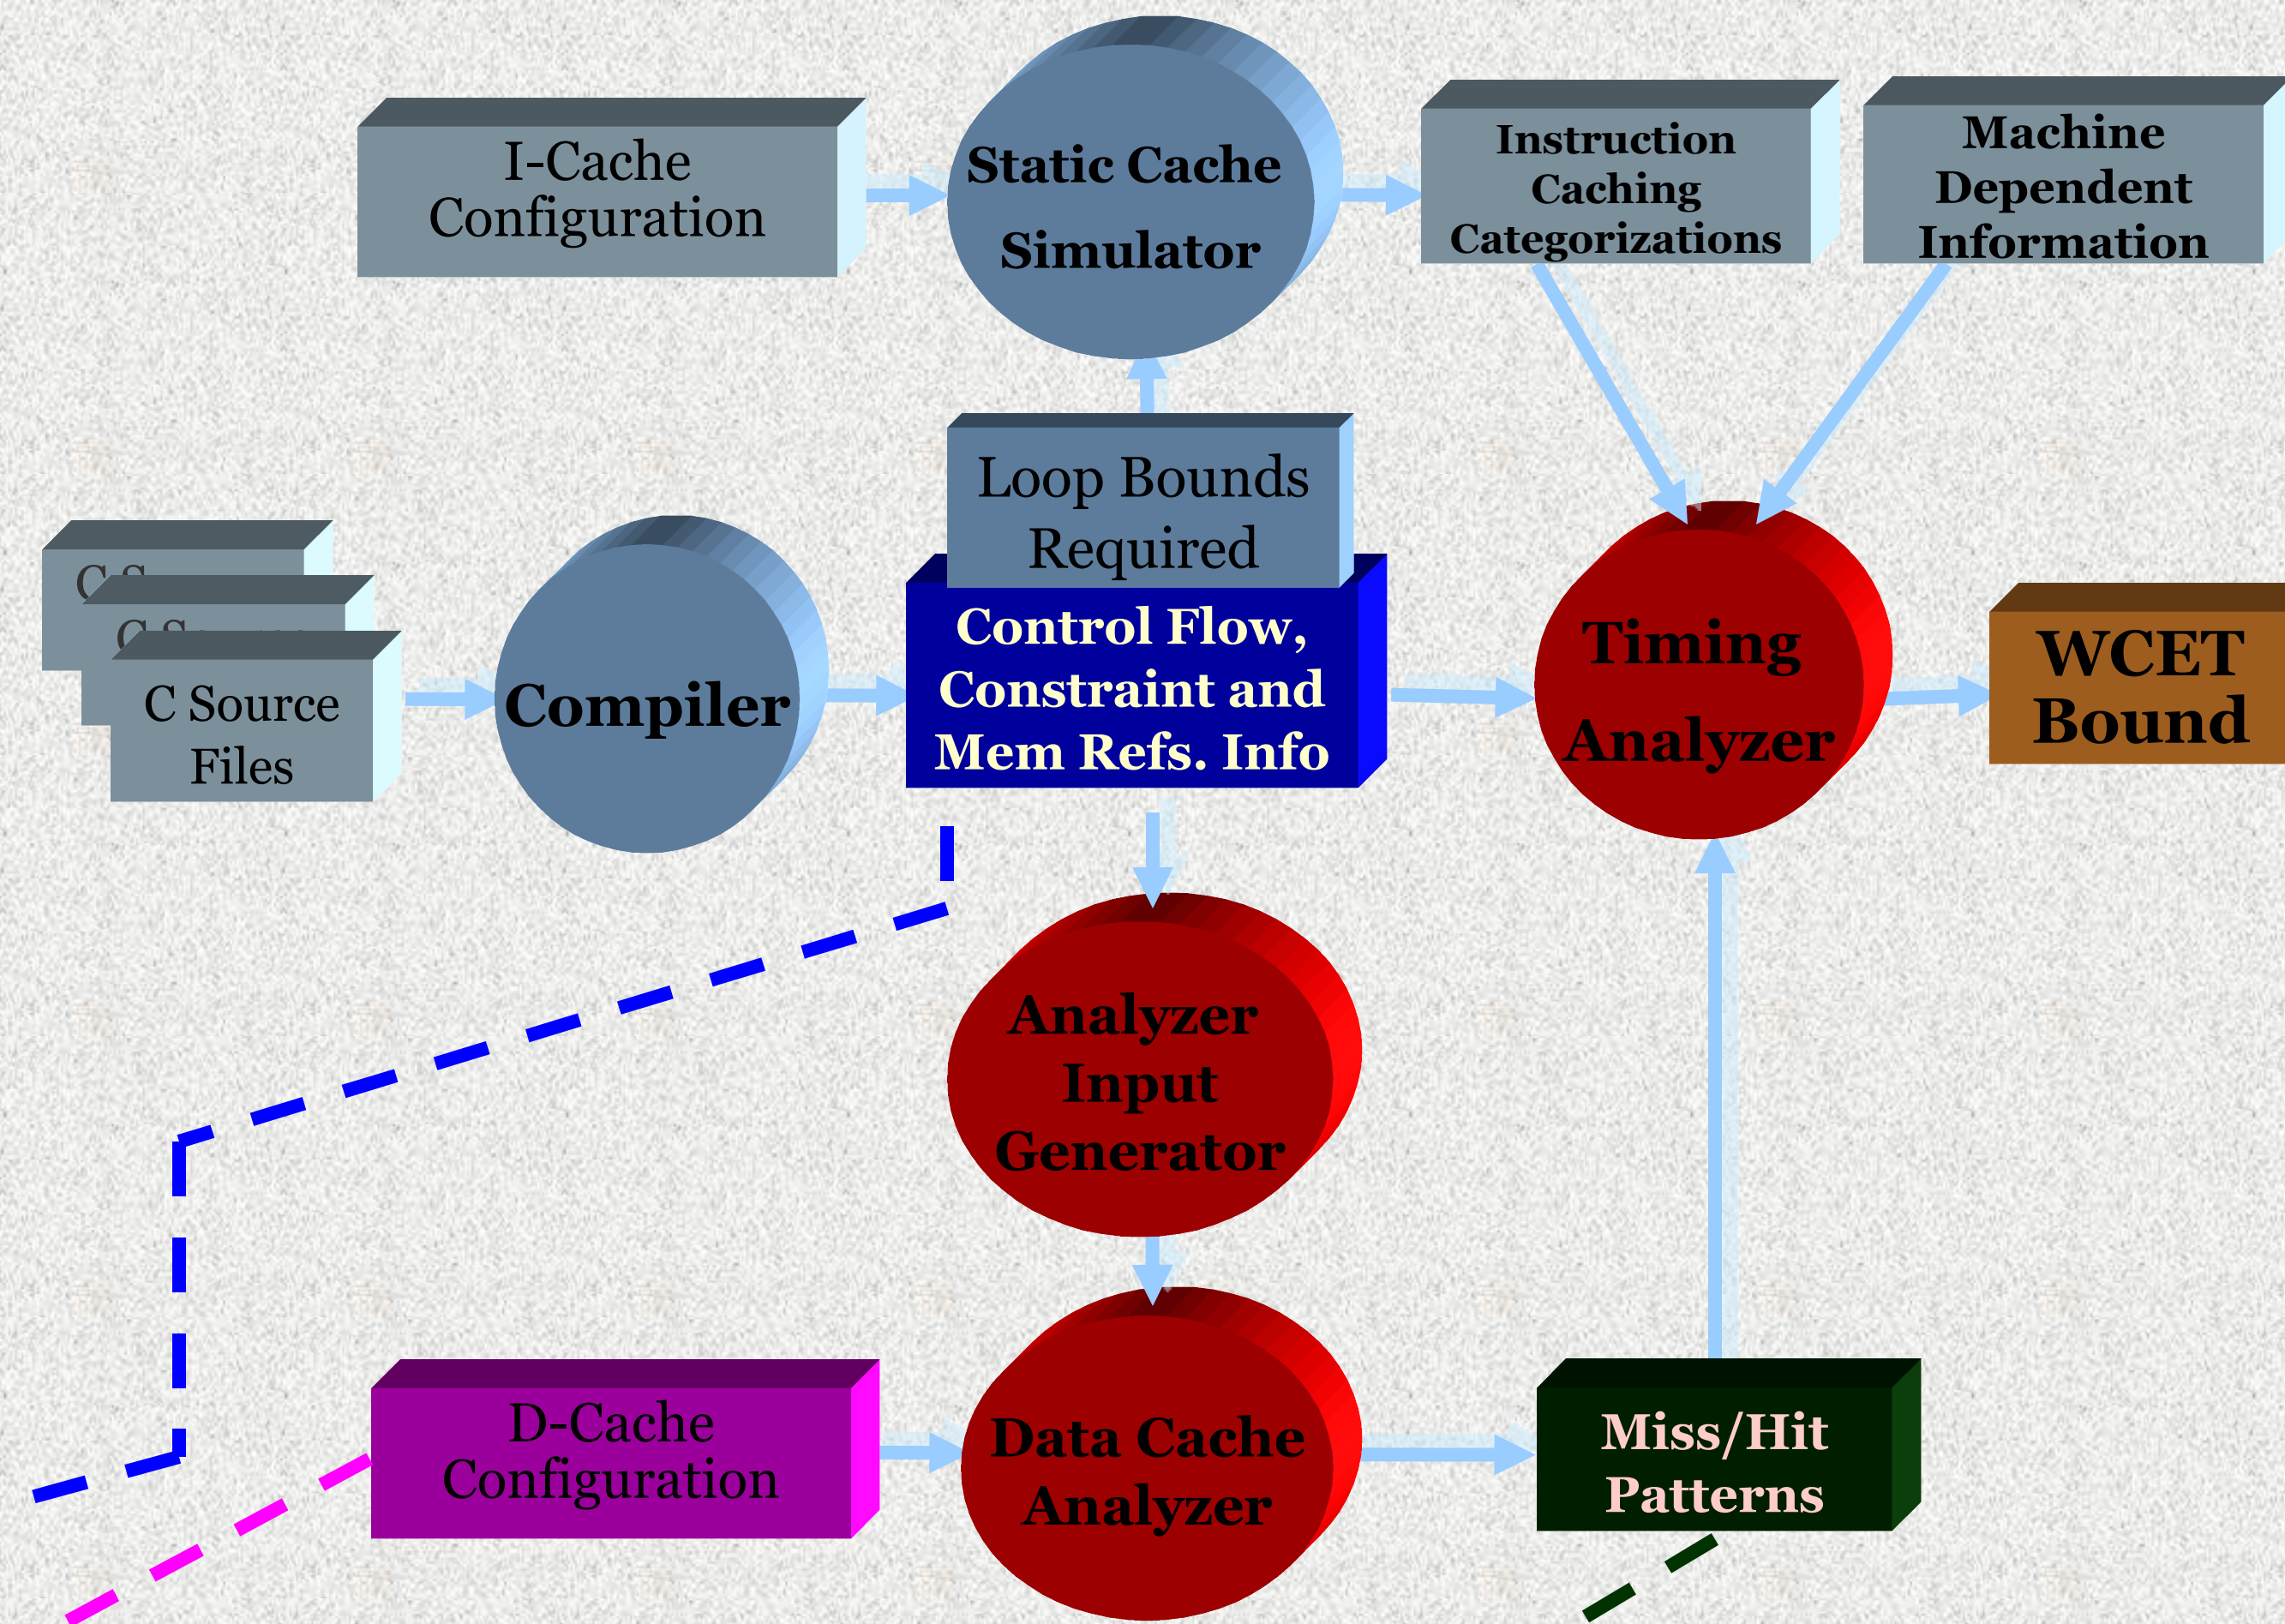 I-Cache
Configuration
Static Cache
Simulator
Instruction
Caching
Categorizations
Machine
Dependent
Information
Loop Bounds
Required
C Source
Files
Compiler
Control Flow,
Constraint and
Mem Refs. Info
Timing
Analyzer
WCET
Bound
Analyzer
Input
Generator
D-Cache
Configuration
Data Cache
Analyzer
Miss/Hit
Patterns